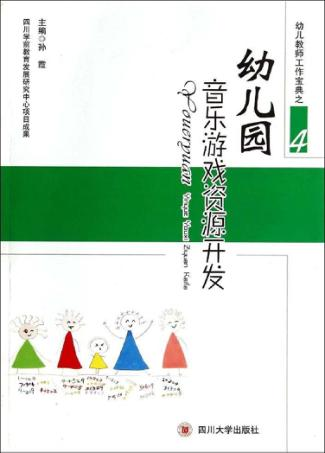 幼儿教师工作宝典之
4
幼儿园
音乐游戏资源开发
Youeryuan
Yinyue Youxi Ziyuan Kaifa
主编 孙霞
四川学前教育发展研究中心项目成果
四川大学出版社